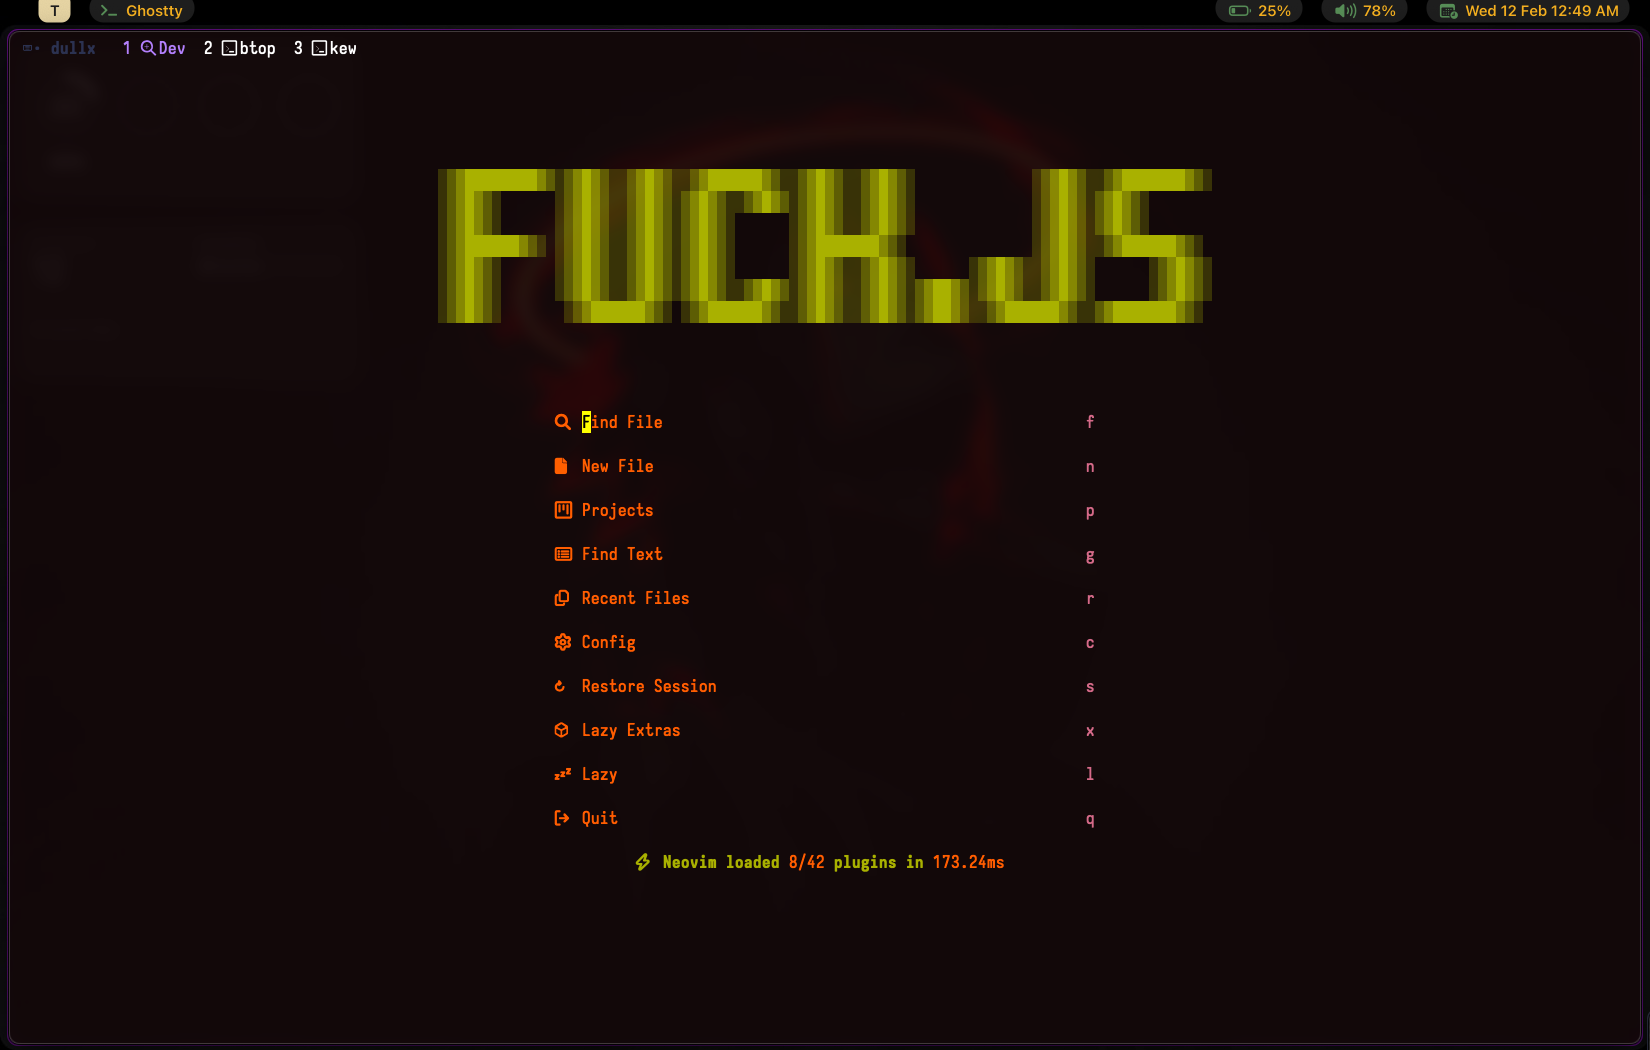 T Ghostty 25% 78% Wed 12 Feb 12:49 AM
dullx 1 Dev 2 btop 3 kew
FUCK.JS
Find File f
New File n
Projects p
Find Text g
Recent Files r
Config c
Restore Session s
Lazy Extras x
Lazy l
Quit q
Neovim loaded 8/42 plugins in 173.24ms